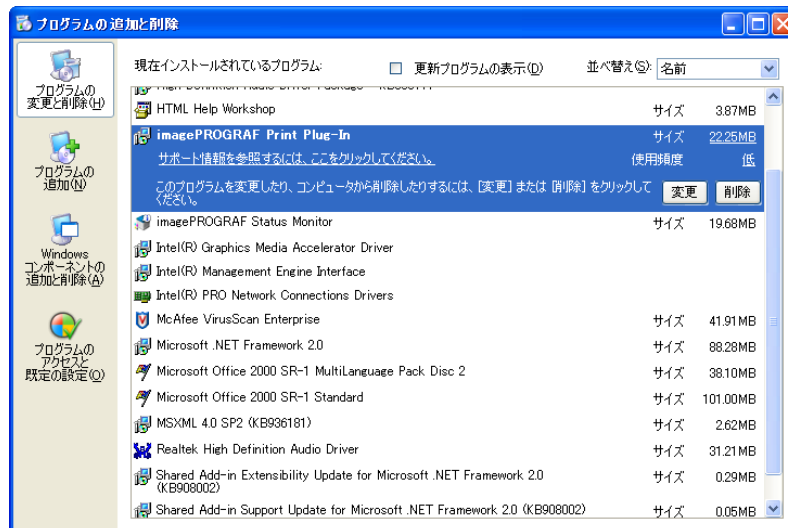 プログラムの追加と削除
プログラムの
変更と削除(H)
プログラムの
追加(N)
Windows
コンポーネントの
追加と削除(A)
プログラムの
アクセスと
既定の設定(O)
現在インストールされているプログラム:
更新プログラムの表示(D)
並べ替え(S):
名前
HTML Help Workshop サイズ 3.87MB
imagePROGRAF Print Plug-In サイズ 22.25MB
サポート情報を参照するには、ここをクリックしてください。 使用頻度 低
このプログラムを変更したり、コンピュータから削除したりするには、[変更] または [削除] をクリックして
ください。
変更 削除
imagePROGRAF Status Monitor サイズ 19.68MB
Intel(R) Graphics Media Accelerator Driver
Intel(R) Management Engine Interface
Intel(R) PRO Network Connections Drivers
McAfee VirusScan Enterprise サイズ 41.91MB
Microsoft .NET Framework 2.0 サイズ 88.28MB
Microsoft Office 2000 SR-1 MultiLanguage Pack Disc 2 サイズ 38.10MB
Microsoft Office 2000 SR-1 Standard サイズ 101.00MB
MSXML 4.0 SP2 (KB936181) サイズ 2.62MB
Realtek High Definition Audio Driver サイズ 31.21MB
Shared Add-in Extensibility Update for Microsoft .NET Framework 2.0
(KB908002) サイズ 0.29MB
Shared Add-in Support Update for Microsoft .NET Framework 2.0 (KB908002) サイズ 0.05MB